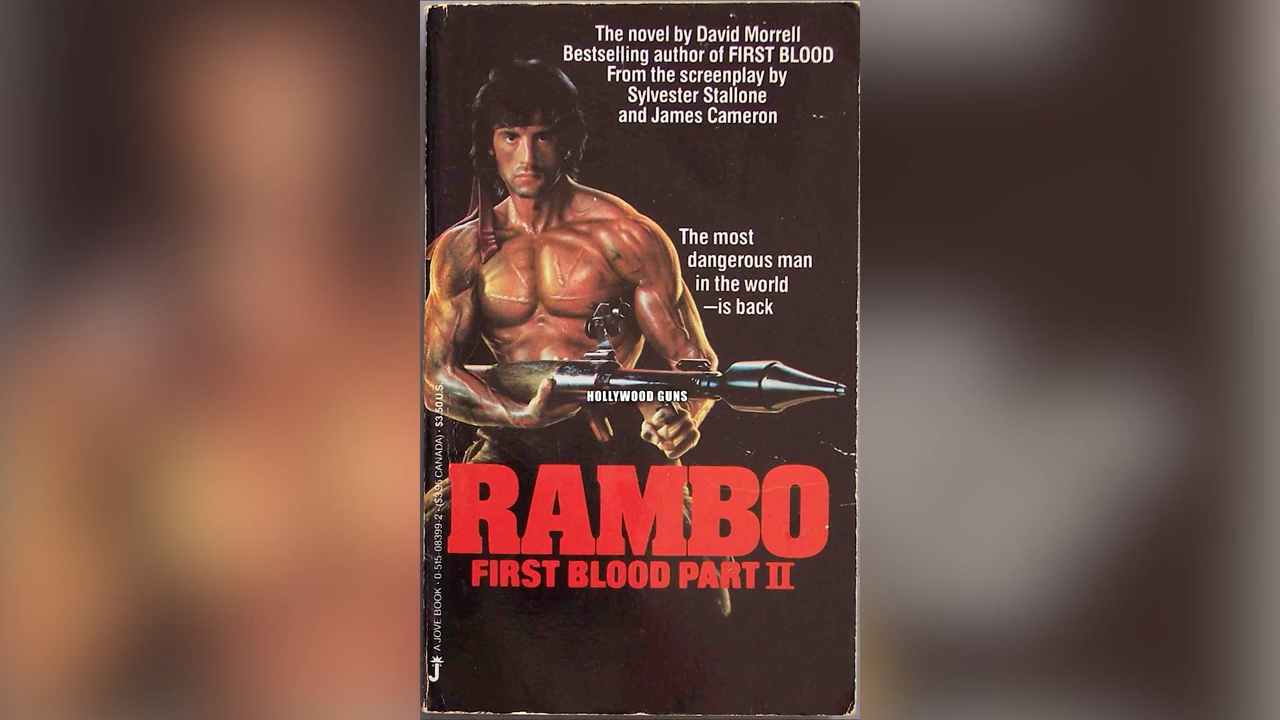 The novel by David Morrell
Bestselling author of FIRST BLOOD
From the screenplay by
Sylvester Stallone
and James Cameron
The most
dangerous man
in the world
—is back
HOLLYWOOD GUNS
RAMBO
FIRST BLOOD PART II
J A JOVE BOOK · 0-515-08399-2 · ($3.95 CANADA) · $3.50 U.S.